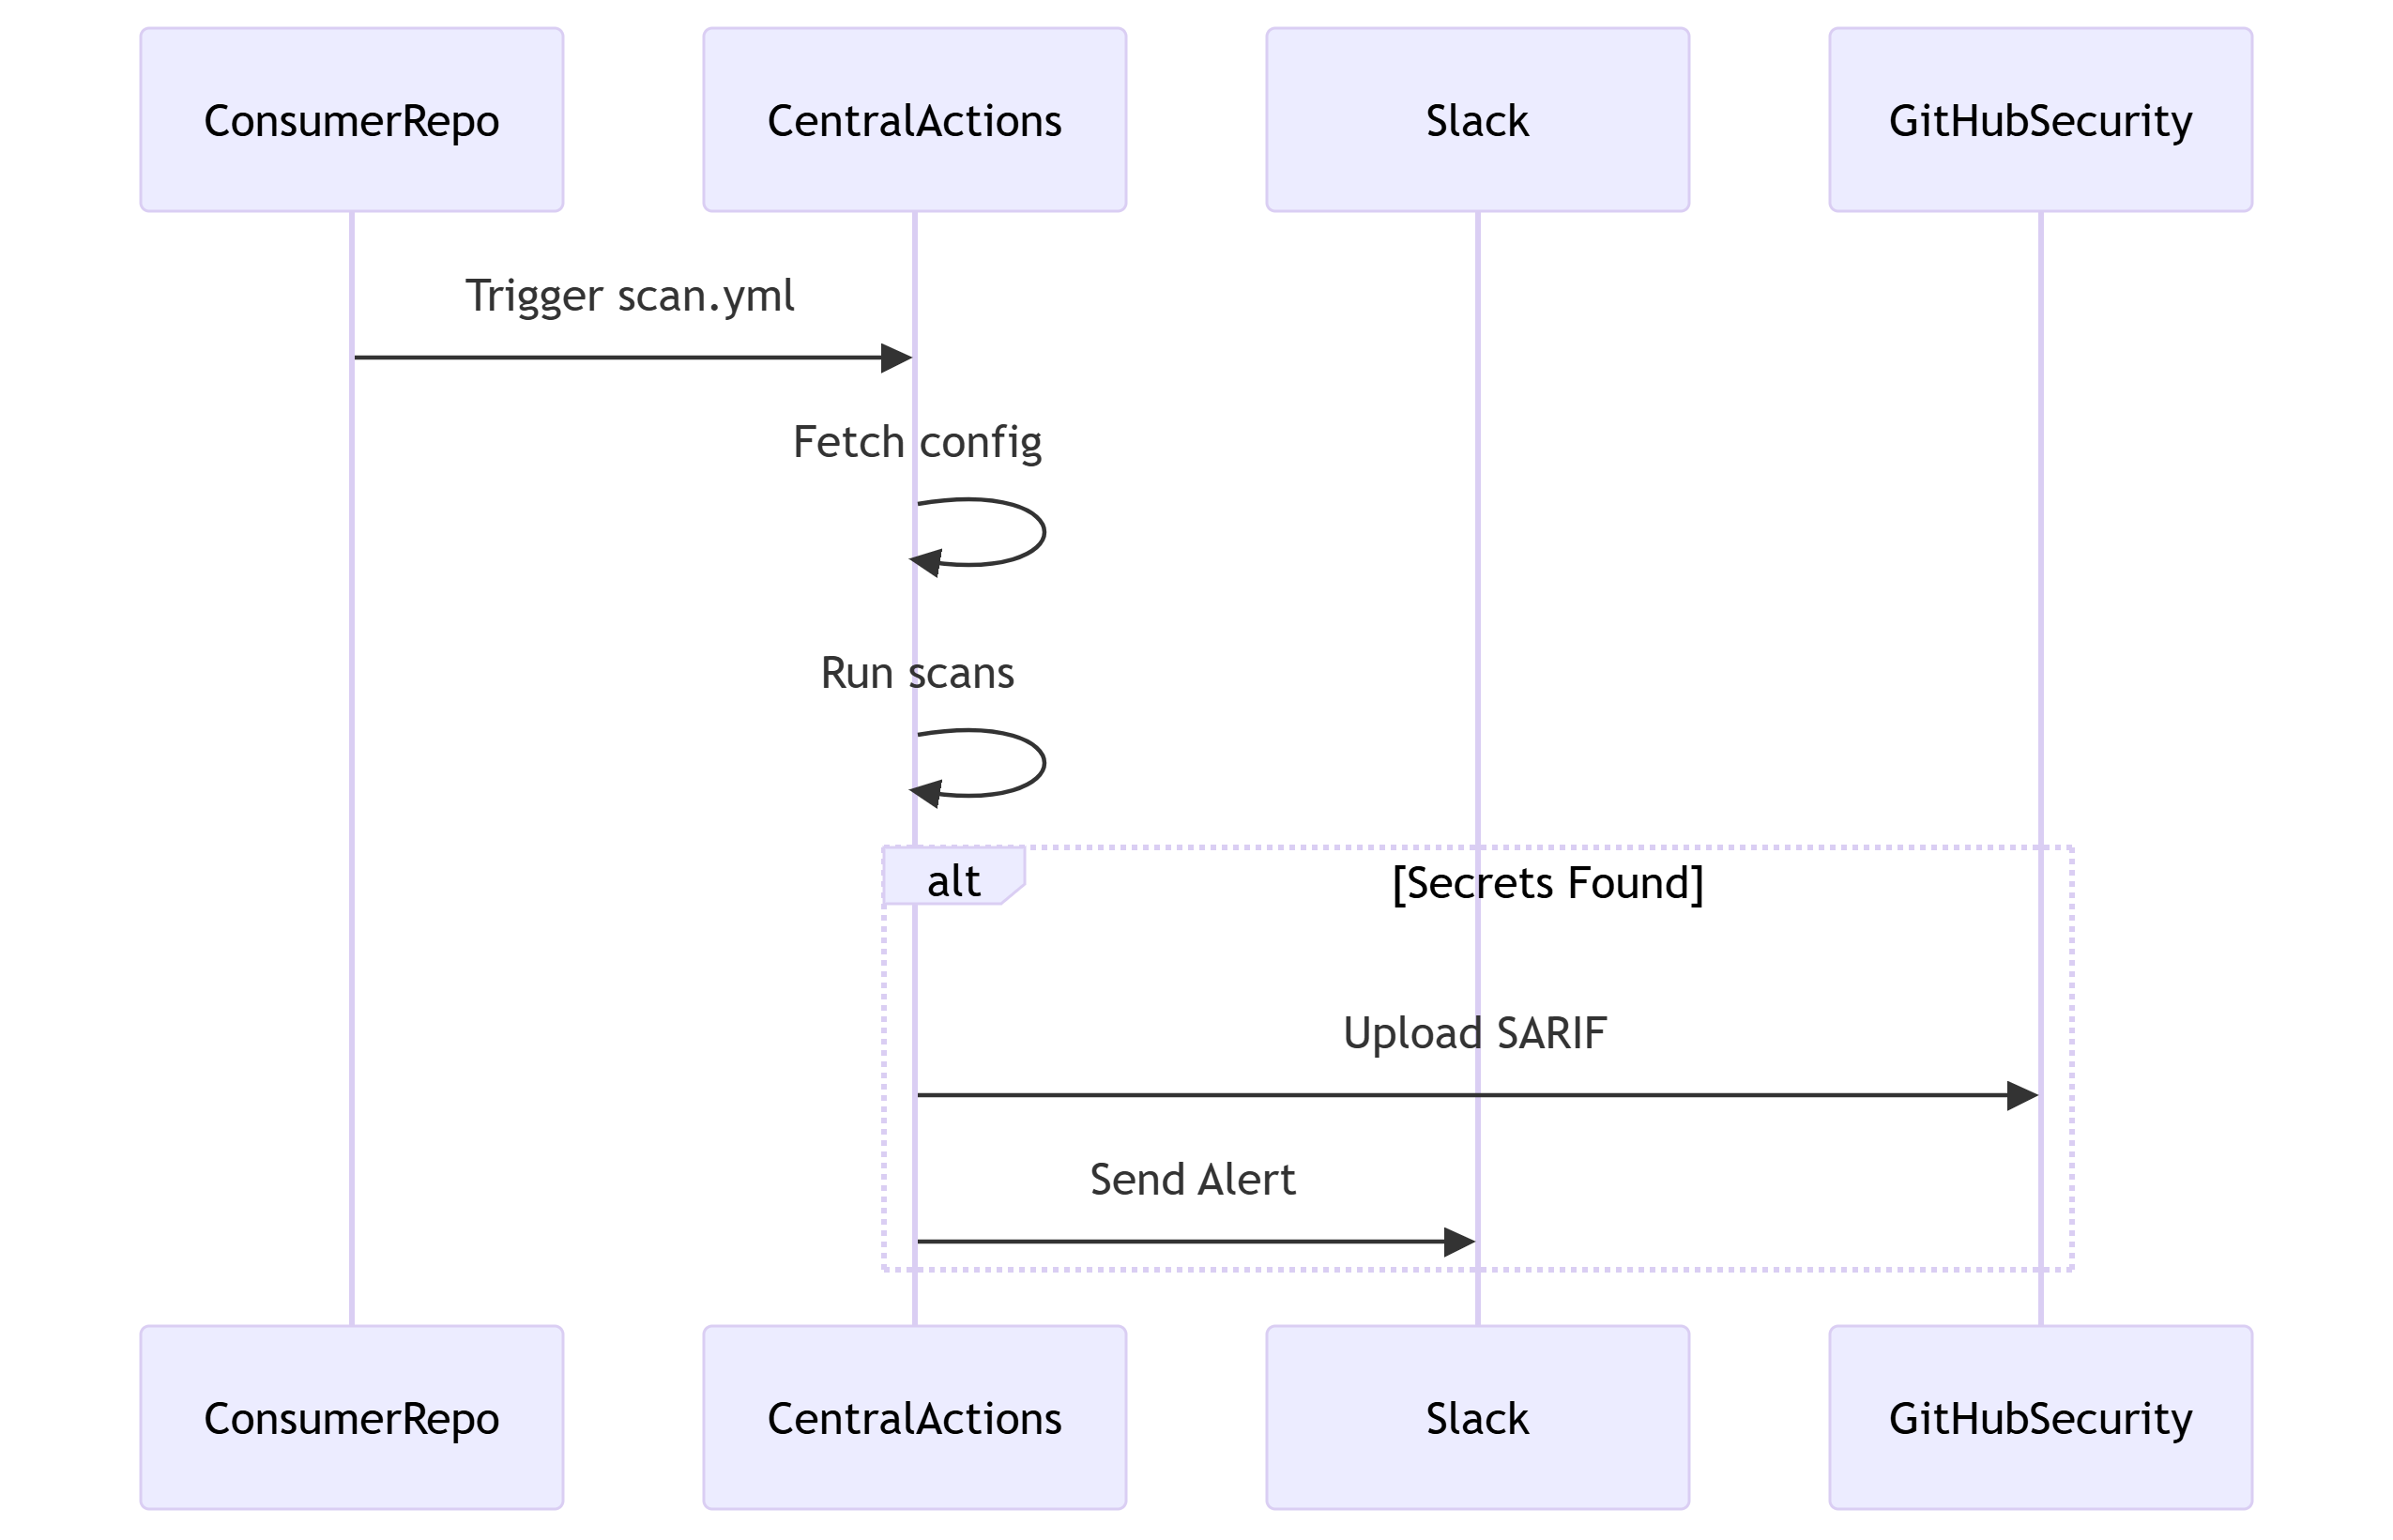 ConsumerRepo
CentralActions
Slack
GitHubSecurity
Trigger scan.yml
Fetch config
Run scans
alt
[Secrets Found]
Upload SARIF
Send Alert
ConsumerRepo
CentralActions
Slack
GitHubSecurity